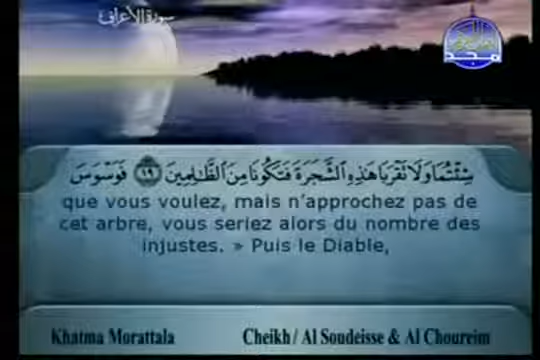 سورة الأعراف
شِئْتُمَا وَلَا تَقْرَبَا هَٰذِهِ الشَّجَرَةَ فَتَكُونَا مِنَ الظَّالِمِينَ ١٩ فَوَسْوَسَ
que vous voulez, mais n’approchez pas de
cet arbre, vous seriez alors du nombre des
injustes. » Puis le Diable,
Khatma Morattala Cheikh/ Al Soudeisse & Al Choureim